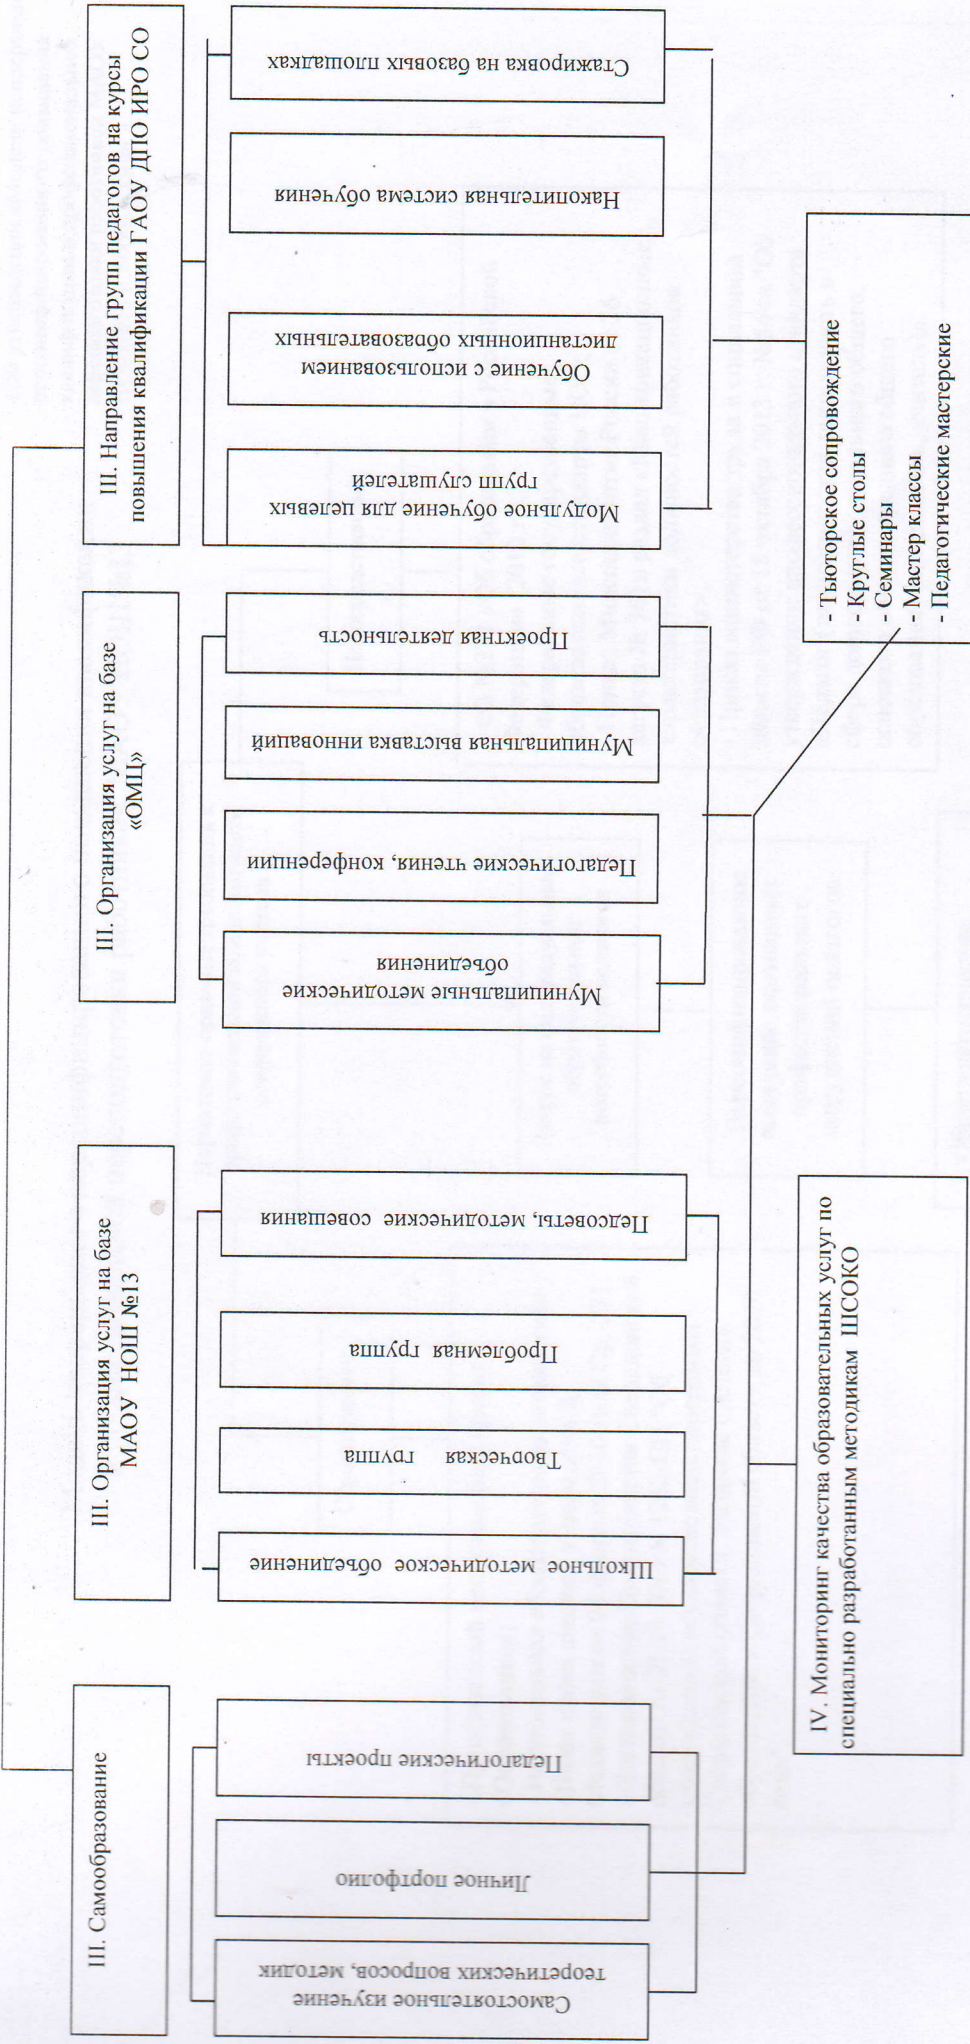 III. Самообразование
Самостоятельное изучение
теоретических вопросов, методик
Личное портфолио
Педагогические проекты
III. Организация услуг на базе
МАОУ НОШ №13
Школьное методическое объединение
Творческая группа
Проблемная группа
Педсоветы, методические совещания
III. Организация услуг на базе
«ОМЦ»
Муниципальные методические
объединения
Педагогические чтения, конференции
Муниципальная выставка инноваций
Проектная деятельность
III. Направление групп педагогов на курсы
повышения квалификации ГАОУ ДПО ИРО СО
Модульное обучение для целевых
групп слушателей
Обучение с использованием
дистанционных образовательных
Накопительная система обучения
Стажировка на базовых площадках
IV. Мониторинг качества образовательных услуг по
специально разработанным методикам ШСОКО
- Тьюторское сопровождение
- Круглые столы
- Семинары
- Мастер классы
- Педагогические мастерские